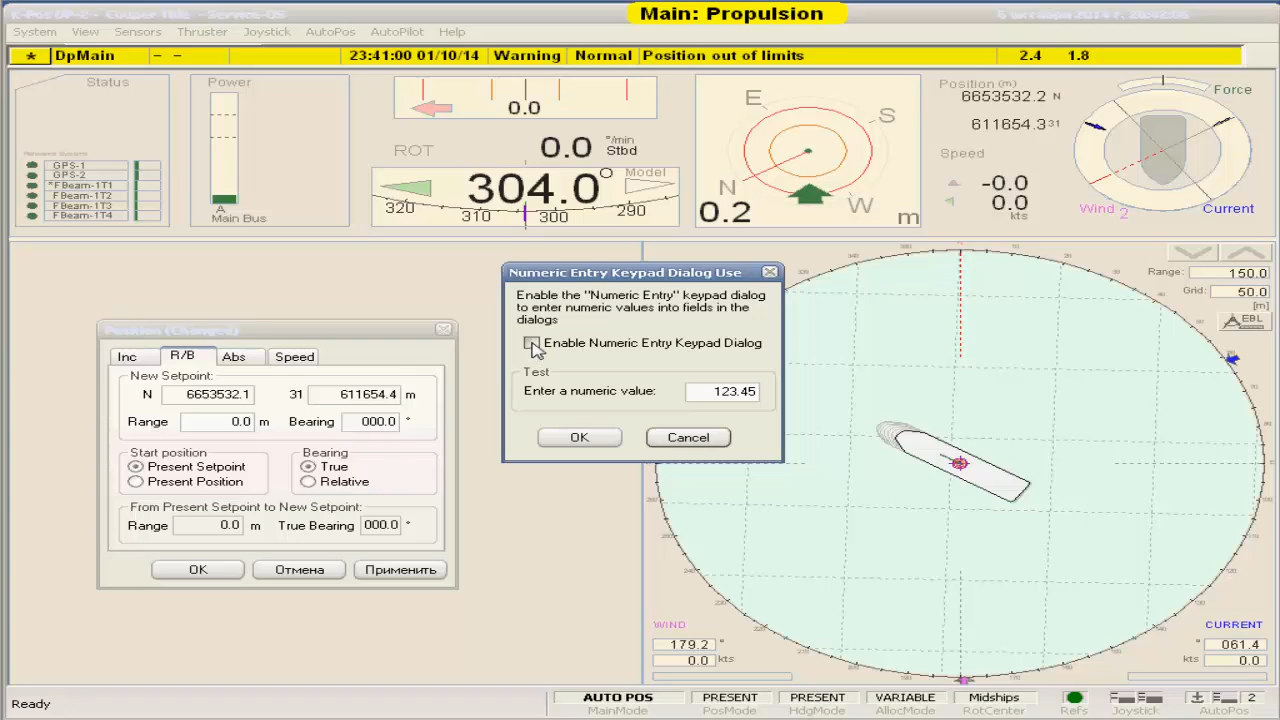 Main: Propulsion
System View Sensors Thruster Joystick AutoPos AutoPilot Help
* DpMain - - 23:41:00 01/10/14 Warning Normal Position out of limits 2.4 1.8
Status
GPS-1
GPS-2
*FBeam-1T1
FBeam-1T2
FBeam-1T3
FBeam-1T4
Power
A
Main Bus
0.0
ROT 0.0 °/min
Stbd
304.0 ° Model
320 310 300 290
E S
N W
0.2 m
Position (m)
6653532.2 N
611654.3 31
Speed
-0.0
0.0
kts
Force
Wind 2 Current
Range: 150.0
Grid: 50.0
[m]
EBL
Numeric Entry Keypad Dialog Use
Enable the "Numeric Entry" keypad dialog
to enter numeric values into fields in the
dialogs
Enable Numeric Entry Keypad Dialog
Test
Enter a numeric value: 123.45
OK Cancel
Position (Changed)
Inc R/B Abs Speed
New Setpoint:
N 6653532.1 31 611654.4 m
Range 0.0 m Bearing 000.0 °
Start position Bearing
Present Setpoint True
Present Position Relative
From Present Setpoint to New Setpoint:
Range 0.0 m True Bearing 000.0 °
OK Отмена Применить
WIND CURRENT
179.2 ° 061.4 °
0.0 kts kts 0.0
Ready
AUTO POS PRESENT PRESENT VARIABLE Midships 2
MainMode PosMode HdgMode AllocMode RotCenter Refs Joystick AutoPos